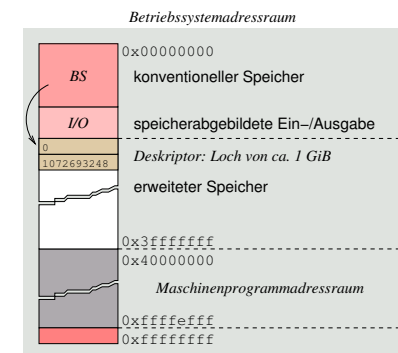 Betriebssystemadressraum
0x00000000
BS
konventioneller Speicher
I/O
speicherabgebildete Ein−/Ausgabe
0
1072693248
Deskriptor: Loch von ca. 1 GiB
erweiteter Speicher
0x3fffffff
0x40000000
Maschinenprogrammadressraum
0xffffefff
0xffffffff